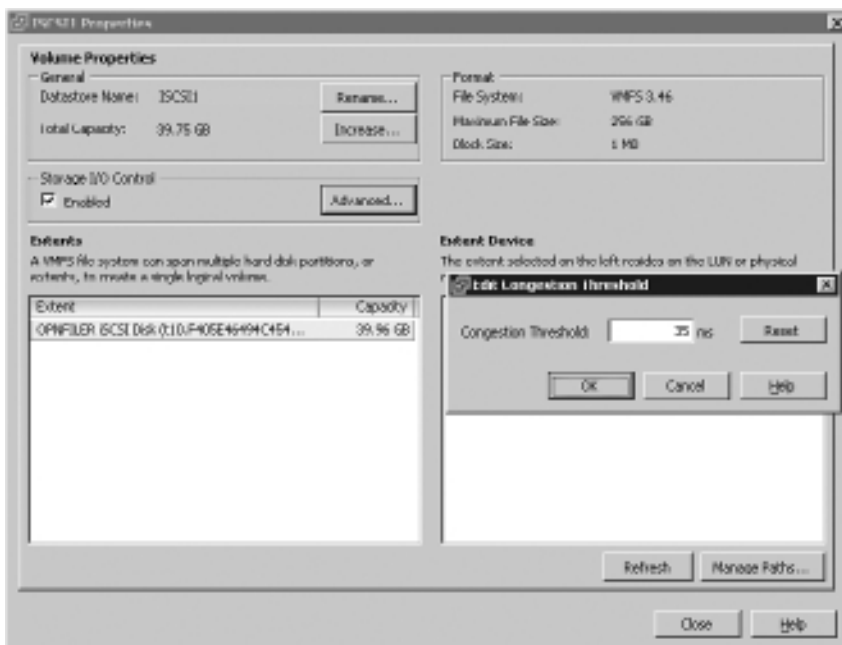 ISCSI1 Properties
Volume Properties
General
Datastore Name: ISCSI1
Rename...
Total Capacity: 39.75 GB
Increase...
Format
File System: VMFS 3.46
Maximum File Size: 256 GB
Block Size: 1 MB
Storage I/O Control
Enabled
Advanced...
Extents
A VMFS file system can span multiple hard disk partitions, or
extents, to create a single logical volume.
Extent Capacity
OPNFILER iSCSI Disk (t10.F405E46494C454... 39.96 GB
Extent Device
The extent selected on the left resides on the LUN or physical
Edit Congestion Threshold
Congestion Threshold: 35 ms
Reset
OK
Cancel
Help
Refresh
Manage Paths...
Close
Help